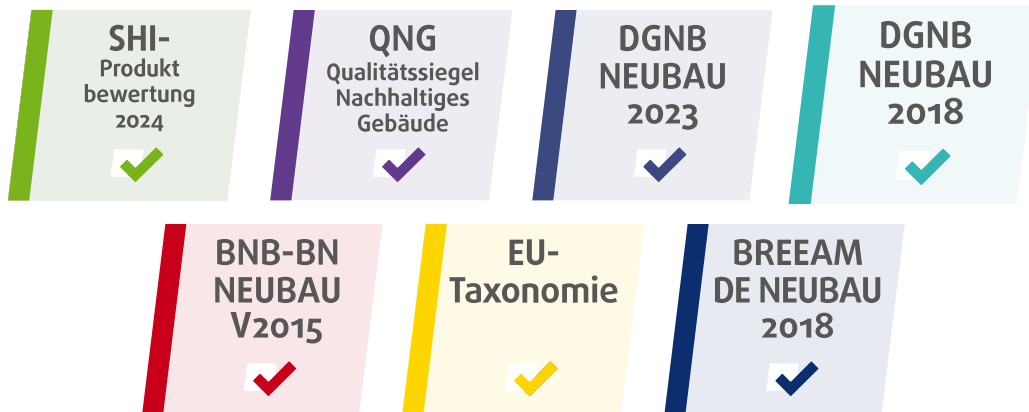 SHI-
Produkt
bewertung
2024
QNG
Qualitätssiegel
Nachhaltiges
Gebäude
DGNB
NEUBAU
2023
DGNB
NEUBAU
2018
BNB-BN
NEUBAU
V2015
EU-
Taxonomie
BREEAM
DE NEUBAU
2018